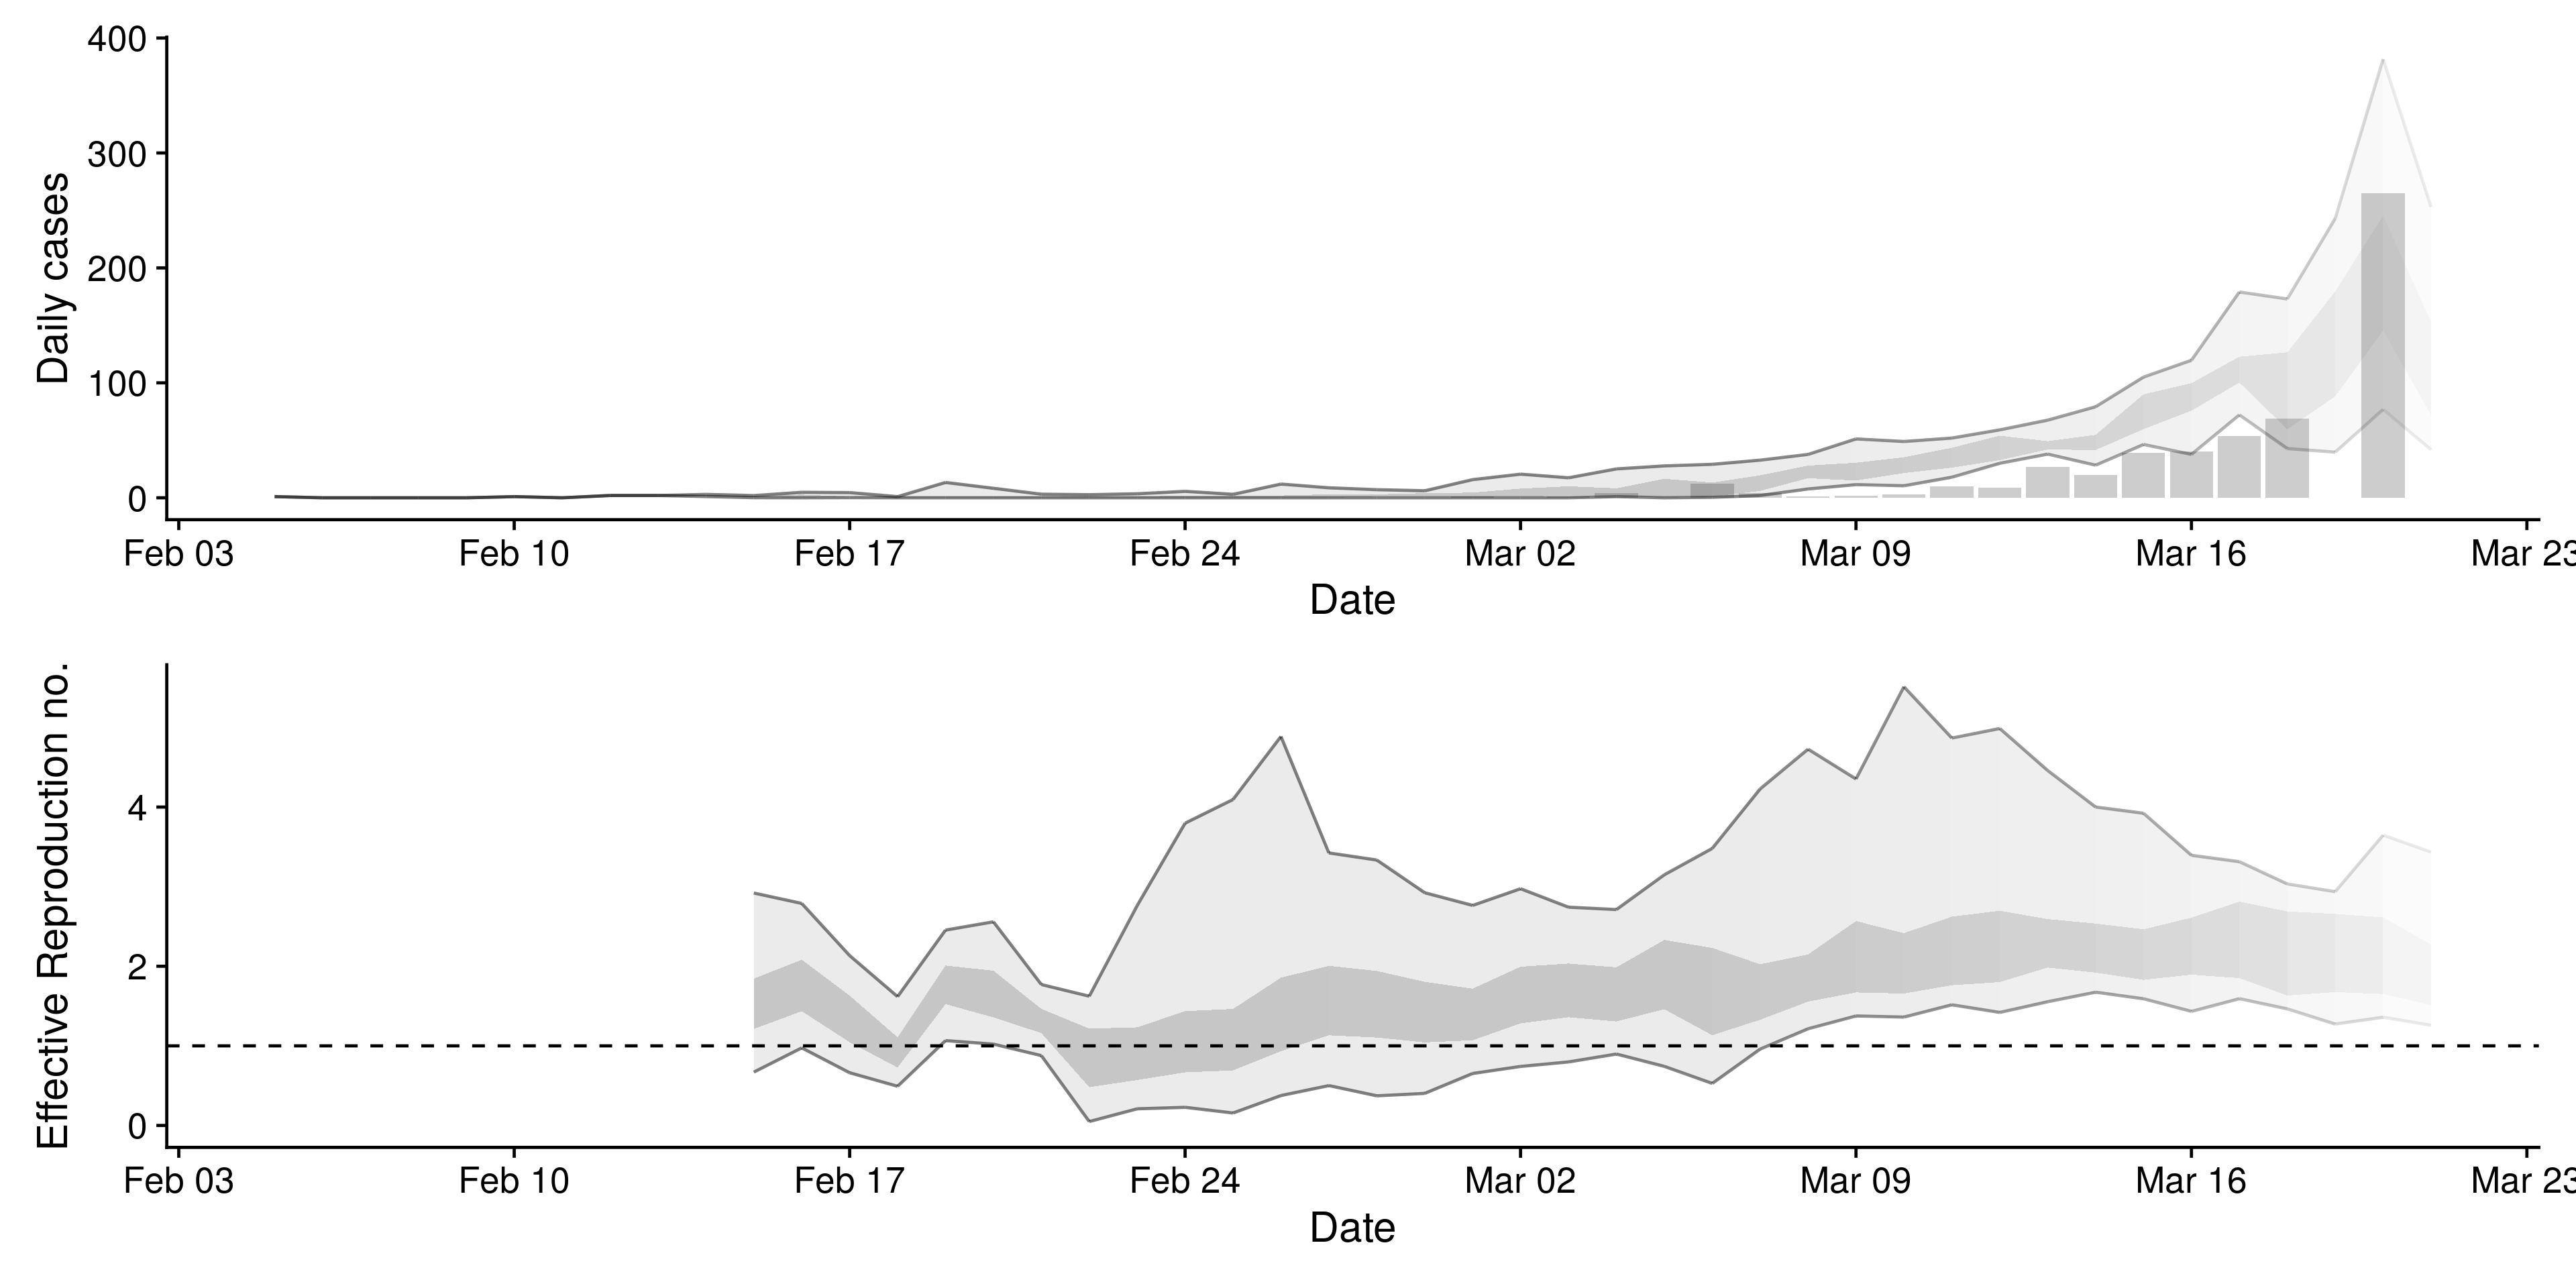 400
300
200
100
0
Daily cases
Feb 03 Feb 10 Feb 17 Feb 24 Mar 02 Mar 09 Mar 16 Mar 23
Date
4
2
0
Effective Reproduction no.
Feb 03 Feb 10 Feb 17 Feb 24 Mar 02 Mar 09 Mar 16 Mar 23
Date